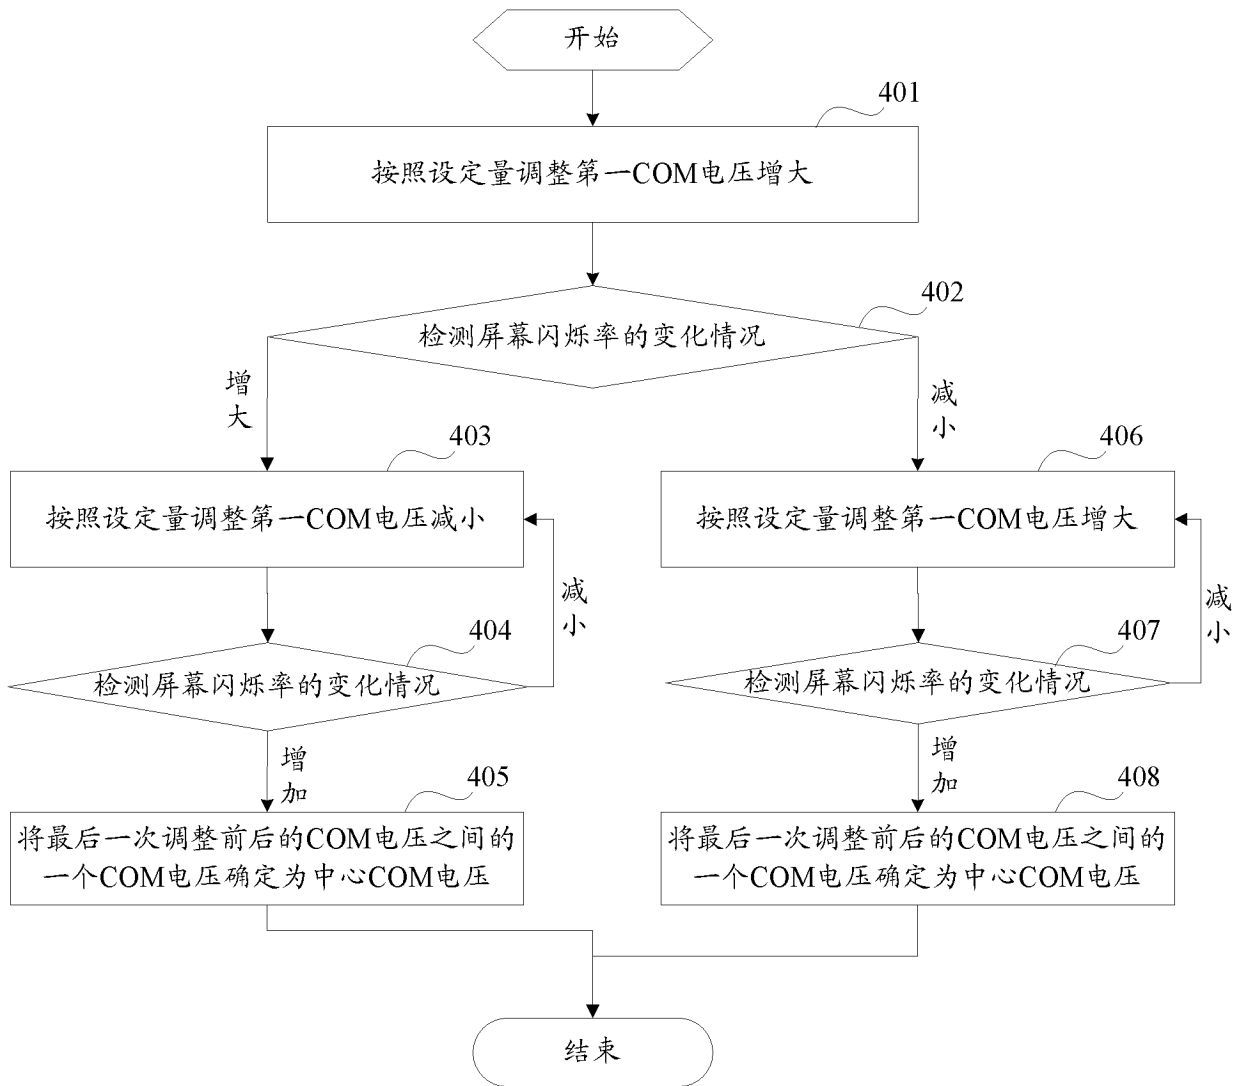 开始
401
按照设定量调整第一COM电压增大
402
检测屏幕闪烁率的变化情况
增大
减小
403
按照设定量调整第一COM电压减小
406
按照设定量调整第一COM电压增大
减小
减小
404
检测屏幕闪烁率的变化情况
407
检测屏幕闪烁率的变化情况
增加
增加
405
将最后一次调整前后的COM电压之间的
一个COM电压确定为中心COM电压
408
将最后一次调整前后的COM电压之间的
一个COM电压确定为中心COM电压
结束